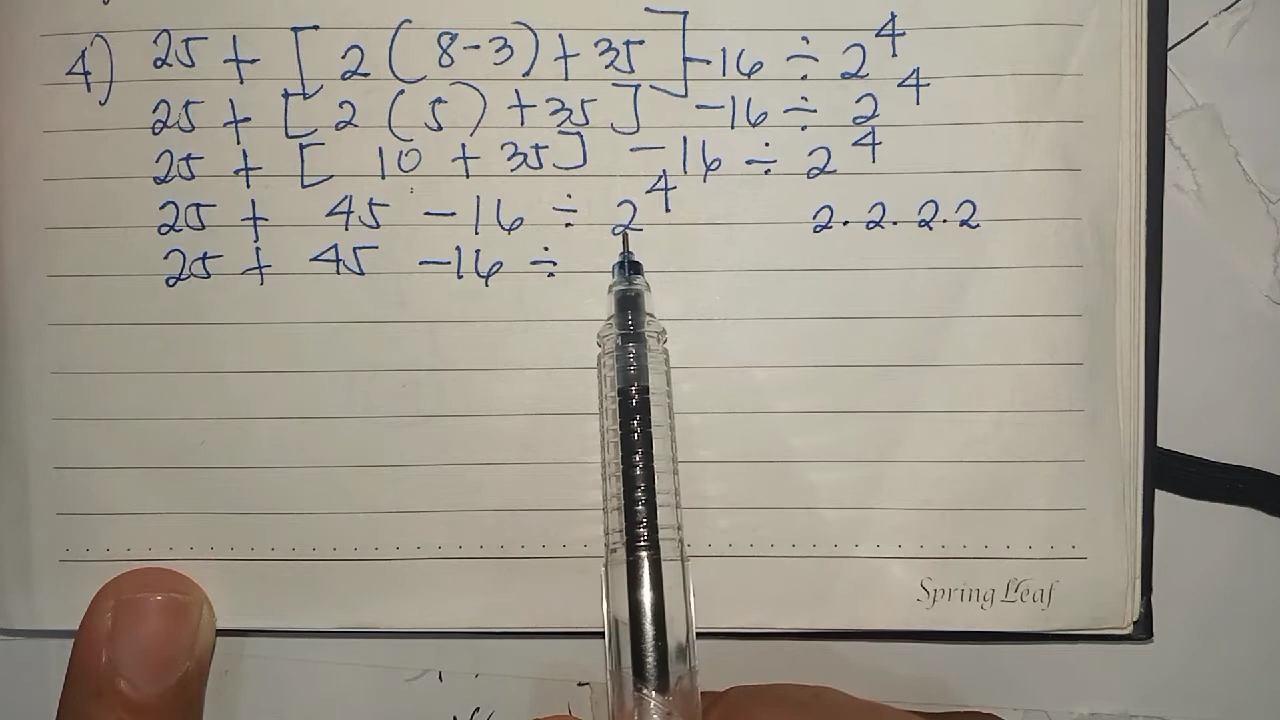 4) 25 + [ 2 ( 8-3) + 35 ] -16 ÷ 2⁴
25 + [ 2 ( 5 ) + 35 ] -16 ÷ 2⁴
25 + [ 10 + 35 ] -16 ÷ 2⁴
25 + 45 -16 ÷ 2⁴ 2.2.2.2
25 + 45 -16 ÷
Spring Leaf